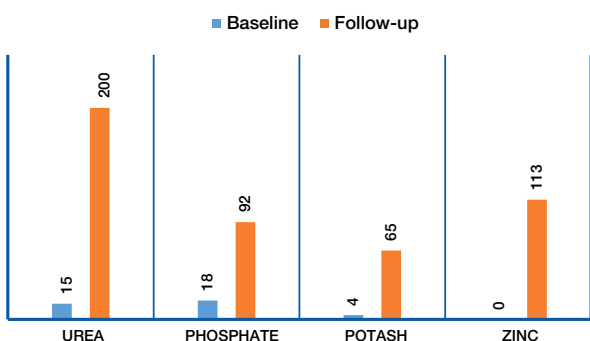 Baseline Follow-up
15 200
18 92
4 65
0 113
UREA PHOSPHATE POTASH ZINC